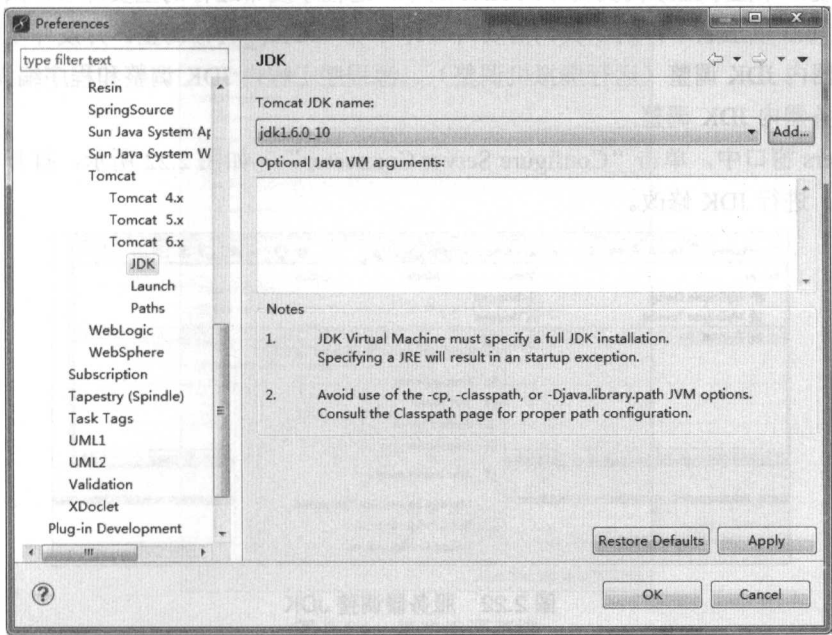 Preferences
type filter text
Resin
SpringSource
Sun Java System Ap
Sun Java System W
Tomcat
Tomcat 4.x
Tomcat 5.x
Tomcat 6.x
JDK
Launch
Paths
WebLogic
WebSphere
Subscription
Tapestry (Spindle)
Task Tags
UML1
UML2
Validation
XDoclet
Plug-in Development
JDK
Tomcat JDK name:
jdk1.6.0_10
Add...
Optional Java VM arguments:
Notes
1. JDK Virtual Machine must specify a full JDK installation.
Specifying a JRE will result in an startup exception.
2. Avoid use of the -cp, -classpath, or -Djava.library.path JVM options.
Consult the Classpath page for proper path configuration.
Restore Defaults
Apply
OK
Cancel